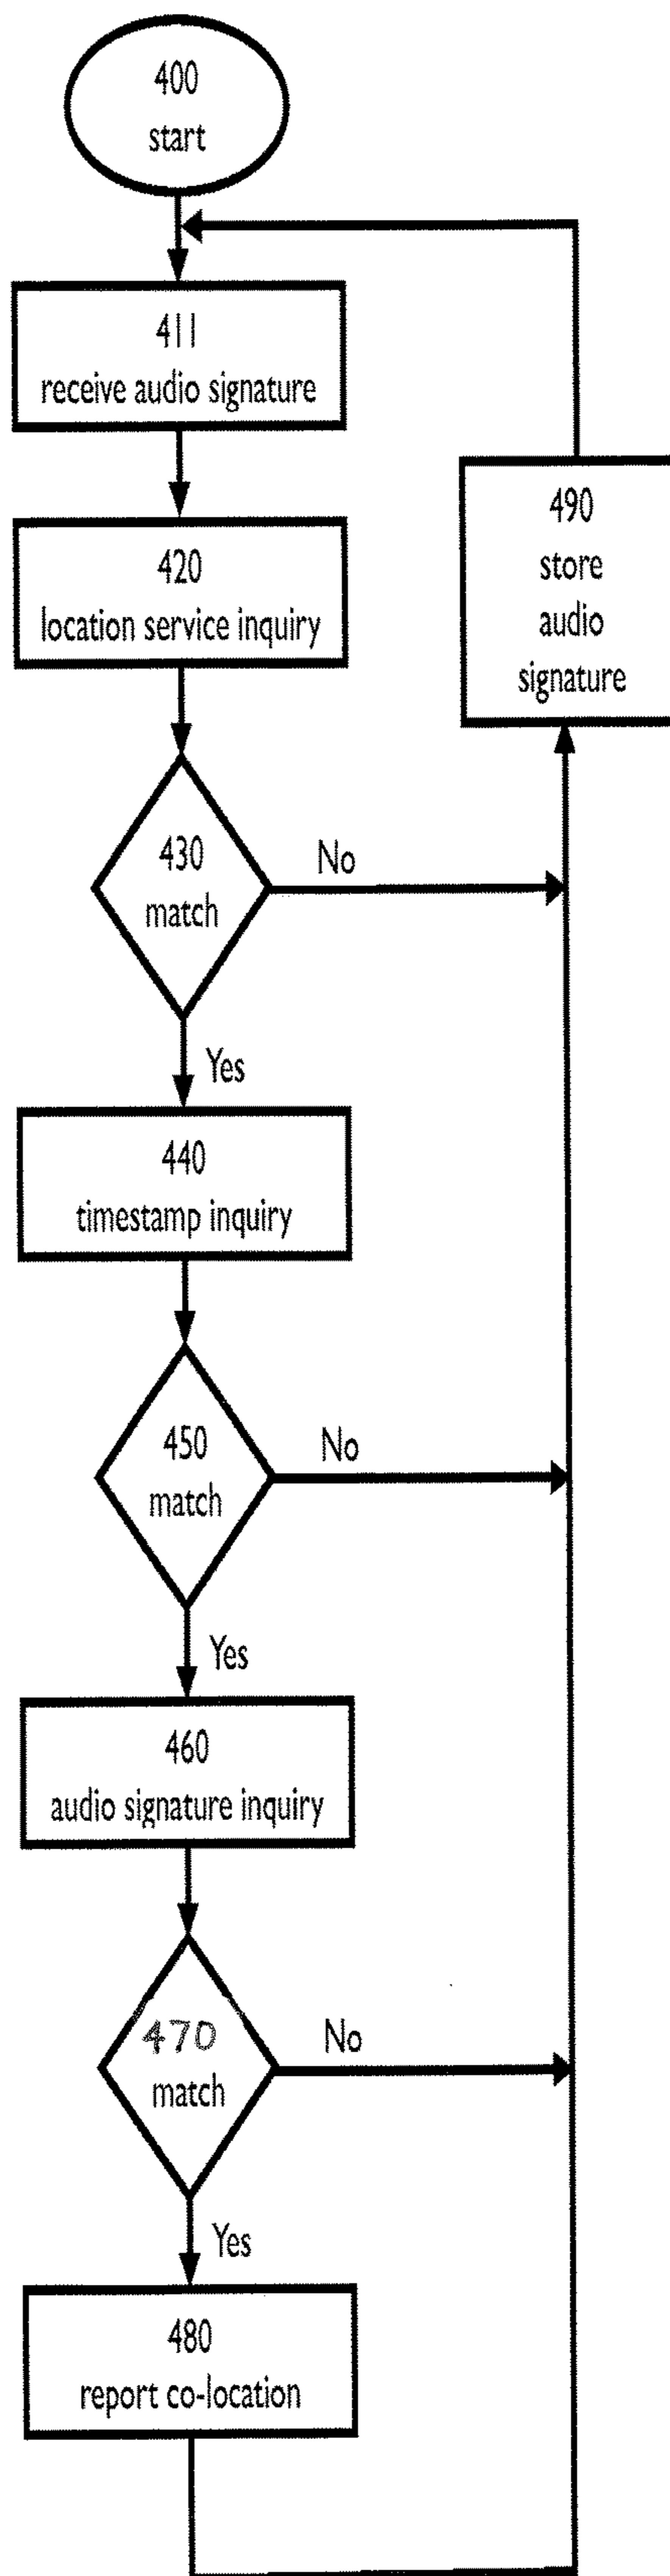 400
start
411
receive audio signature
420
location service inquiry
490
store
audio
signature
430
match
No
Yes
440
timestamp inquiry
450
match
No
Yes
460
audio signature inquiry
470
match
No
Yes
480
report co-location